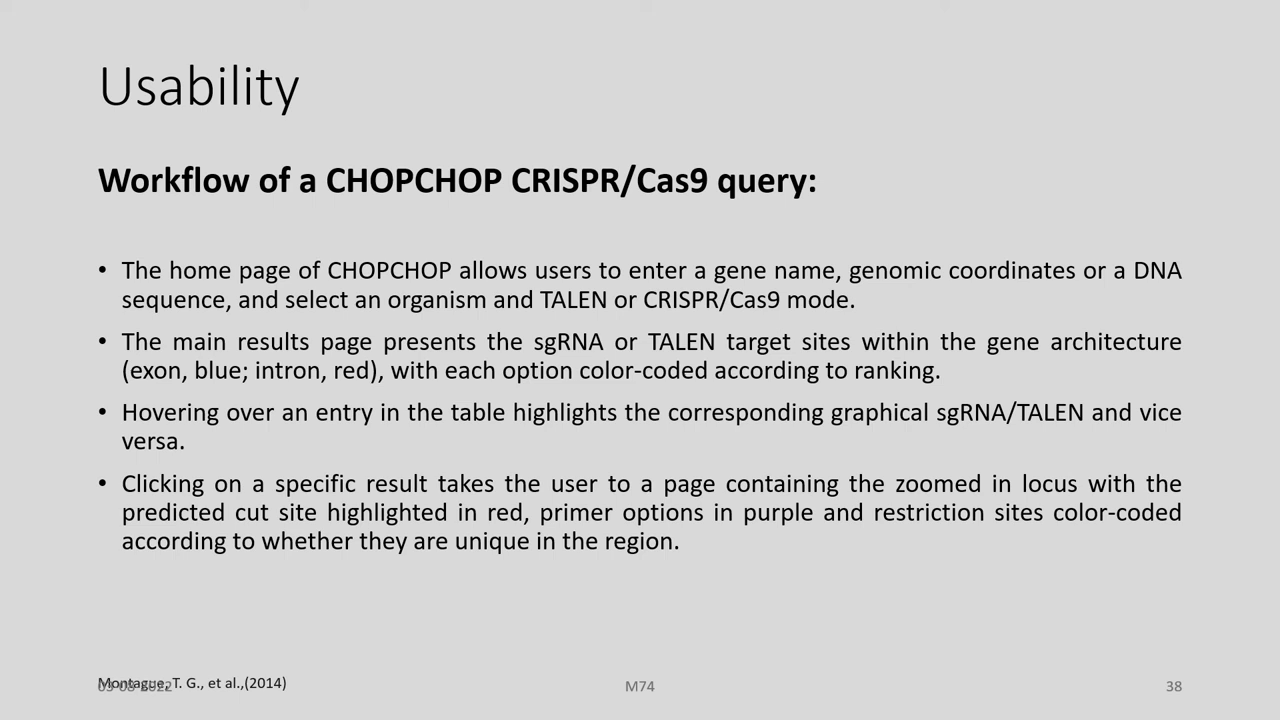 Usability
Workflow of a CHOPCHOP CRISPR/Cas9 query:
• The home page of CHOPCHOP allows users to enter a gene name, genomic coordinates or a DNA
sequence, and select an organism and TALEN or CRISPR/Cas9 mode.
• The main results page presents the sgRNA or TALEN target sites within the gene architecture
(exon, blue; intron, red), with each option color-coded according to ranking.
• Hovering over an entry in the table highlights the corresponding graphical sgRNA/TALEN and vice
versa.
• Clicking on a specific result takes the user to a page containing the zoomed in locus with the
predicted cut site highlighted in red, primer options in purple and restriction sites color-coded
according to whether they are unique in the region.
Montague, T. G., et al.,(2014)
M74
38